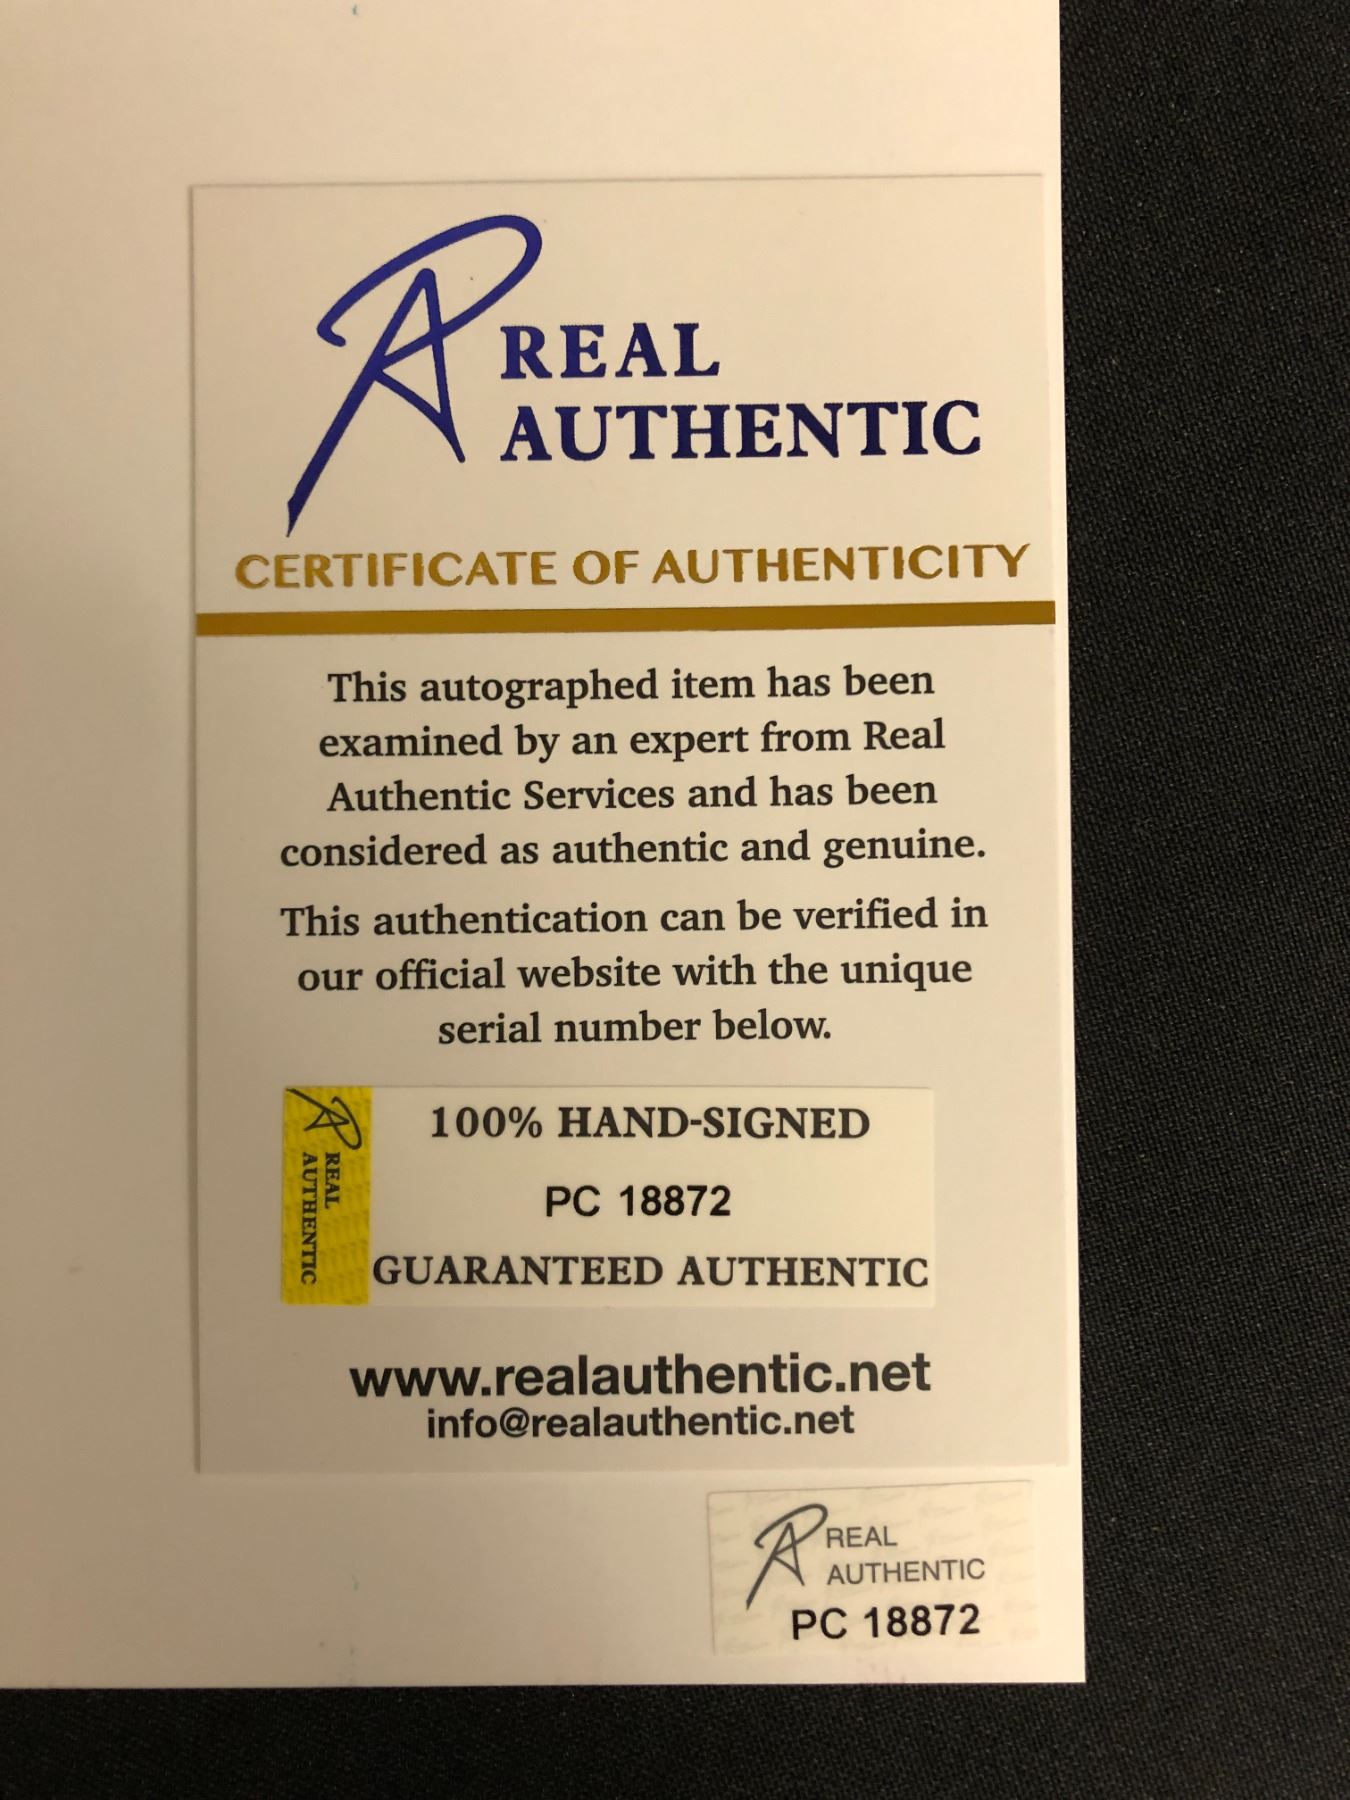 REAL
AUTHENTIC
CERTIFICATE OF AUTHENTICITY
This autographed item has been
examined by an expert from Real
Authentic Services and has been
considered as authentic and genuine.
This authentication can be verified in
our official website with the unique
serial number below.
REAL
AUTHENTIC
100% HAND-SIGNED
PC 18872
GUARANTEED AUTHENTIC
www.realauthentic.net
info@realauthentic.net
REAL
AUTHENTIC
PC 18872